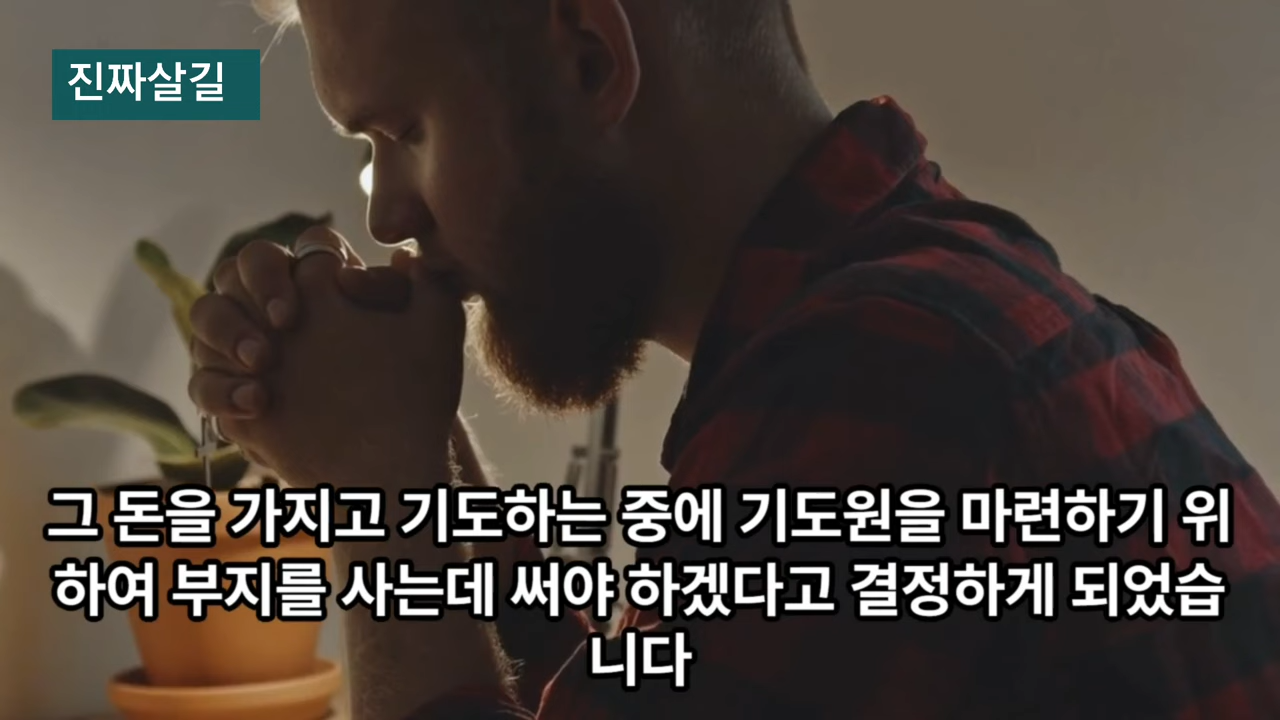 진짜살길
그 돈을 가지고 기도하는 중에 기도원을 마련하기 위
하여 부지를 사는데 써야 하겠다고 결정하게 되었습
니다